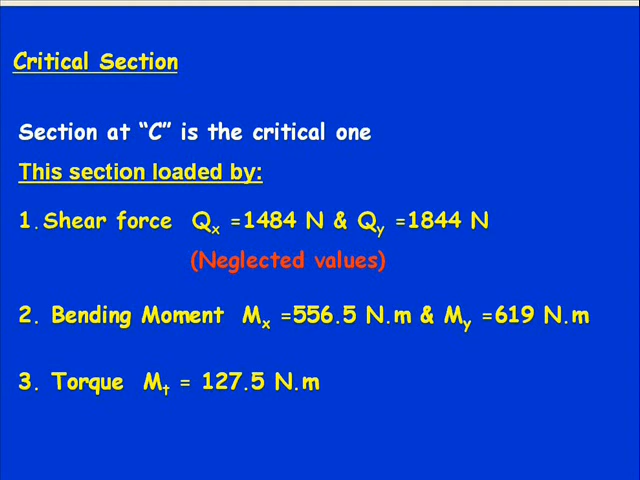 Critical Section
Section at “C” is the critical one
This section loaded by:
1.Shear force Qx =1484 N & Qy =1844 N
(Neglected values)
2. Bending Moment Mx =556.5 N.m & My =619 N.m
3. Torque Mt = 127.5 N.m